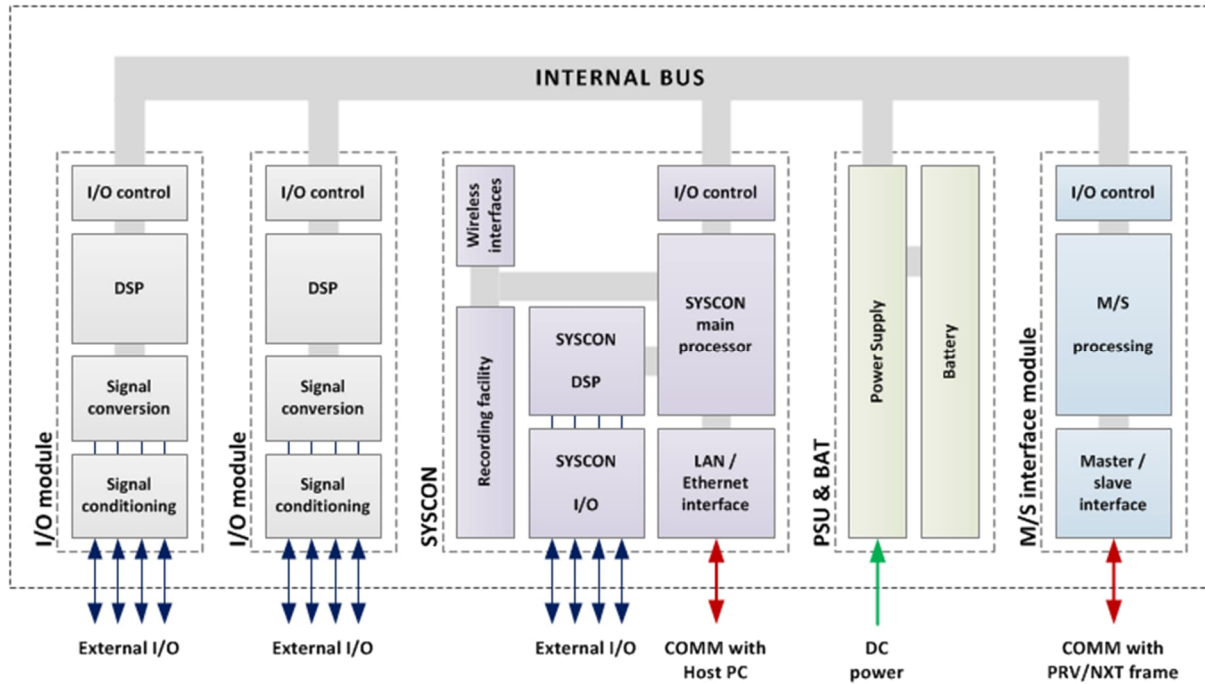 INTERNAL BUS
I/O module
I/O control
DSP
Signal
conversion
Signal
conditioning
External I/O
I/O module
I/O control
DSP
Signal
conversion
Signal
conditioning
External I/O
SYSCON
Wireless
interfaces
Recording facility
SYSCON
DSP
SYSCON
I/O
External I/O
I/O control
SYSCON
main
processor
LAN /
Ethernet
interface
COMM with
Host PC
PSU & BAT
Power Supply
Battery
DC
power
M/S interface module
I/O control
M/S
processing
Master /
slave
interface
COMM with
PRV/NXT frame